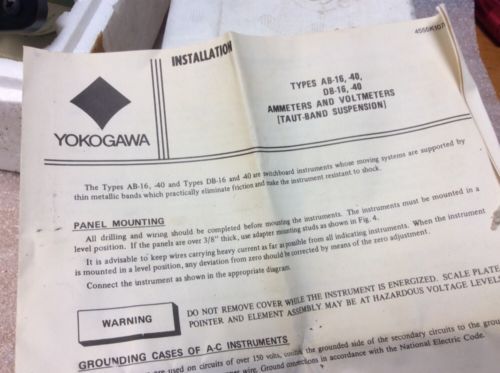 4555K107
INSTALLATION
TYPES AB-16, -40,
DB-16, -40
AMMETERS AND VOLTMETERS
[TAUT-BAND SUSPENSION]
YOKOGAWA
The Types AB-16, -40 and Types DB-16 and -40 are switchboard instruments whose moving systems are supported by
thin metallic bands which practically eliminate friction and make the instrument resistant to shock.
PANEL MOUNTING
All drilling and wiring should be completed before mounting the instruments. The instruments must be mounted in a
level position. If the panels are over 3/8" thick, use adapter mounting studs as shown in Fig. 4.
It is advisable to keep wires carrying heavy current as far as possible from all indicating instruments. When the instrument
is mounted in a level position, any deviation from zero should be corrected by means of the zero adjustment.
Connect the instrument as shown in the appropriate diagram.
WARNING
DO NOT REMOVE COVER WHILE THE INSTRUMENT IS ENERGIZED. SCALE PLATE
POINTER AND ELEMENT ASSEMBLY MAY BE AT HAZARDOUS VOLTAGE LEVELS
GROUNDING CASES OF A-C INSTRUMENTS
are used on circuits of over 150 volts, the grounded side of the secondary circuits to the
wire. Ground connections in accordance with the National Electric Code.